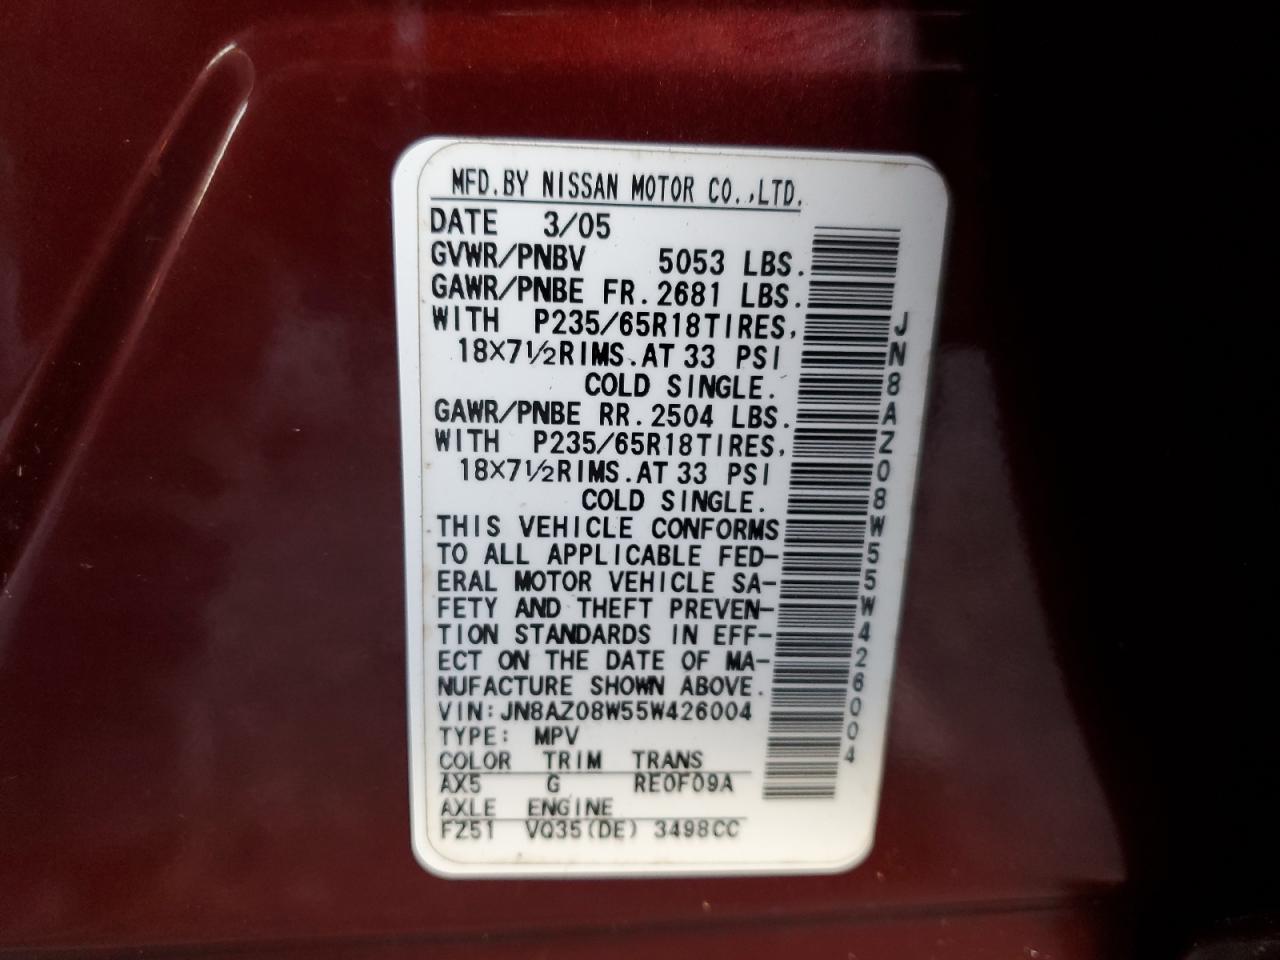 MFD.BY NISSAN MOTOR CO.,LTD.
DATE 3/05
GVWR/PNBV 5053 LBS.
GAWR/PNBE FR.2681 LBS.
WITH P235/65R18TIRES,
18×7½RIMS.AT 33 PSI
COLD SINGLE.
GAWR/PNBE RR.2504 LBS.
WITH P235/65R18TIRES,
18×7½RIMS.AT 33 PSI
COLD SINGLE.
THIS VEHICLE CONFORMS
TO ALL APPLICABLE FED-
ERAL MOTOR VEHICLE SA-
FETY AND THEFT PREVEN-
TION STANDARDS IN EFF-
ECT ON THE DATE OF MA-
NUFACTURE SHOWN ABOVE.
VIN:JN8AZ08W55W426004
TYPE: MPV
COLOR TRIM TRANS
AX5 G RE0F09A
AXLE ENGINE
FZ51 VQ35(DE) 3498CC
JN8AZ08W55W426004